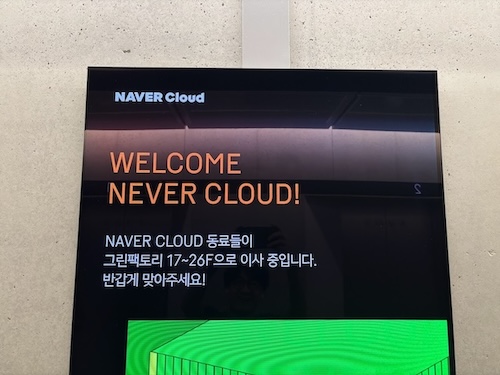 NAVER Cloud
WELCOME
NEVER CLOUD!
NAVER CLOUD 동료들이
그린팩토리 17~26F으로 이사 중입니다.
반갑게 맞아주세요!
2